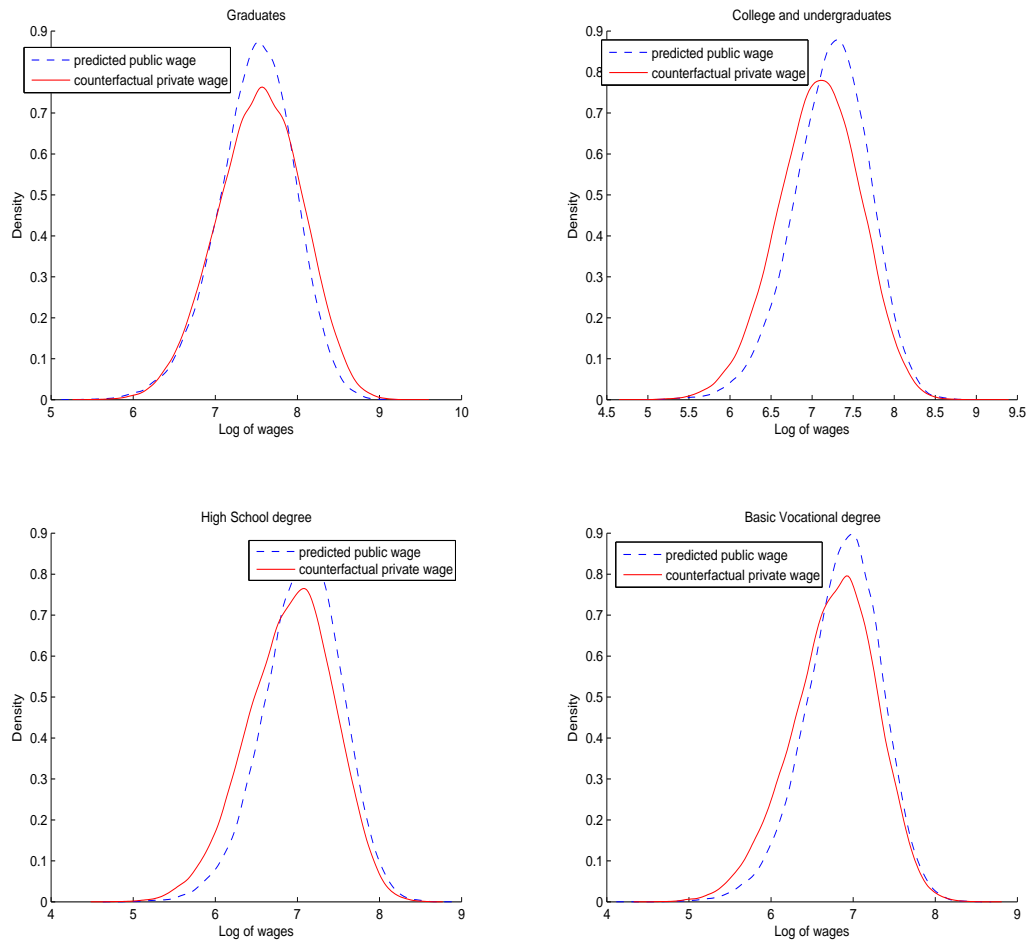 Graduates
0.9
0.8
0.7
0.6
0.5
0.4
0.3
0.2
0.1
0
Density
predicted public wage
counterfactual private wage
5 6 7 8 9 10
Log of wages
College and undergraduates
0.9
0.8
0.7
0.6
0.5
0.4
0.3
0.2
0.1
0
Density
predicted public wage
counterfactual private wage
4.5 5 5.5 6 6.5 7 7.5 8 8.5 9 9.5
Log of wages
High School degree
0.9
0.8
0.7
0.6
0.5
0.4
0.3
0.2
0.1
0
Density
predicted public wage
counterfactual private wage
4 5 6 7 8 9
Log of wages
Basic Vocational degree
0.9
0.8
0.7
0.6
0.5
0.4
0.3
0.2
0.1
0
Density
predicted public wage
counterfactual private wage
4 5 6 7 8 9
Log of wages